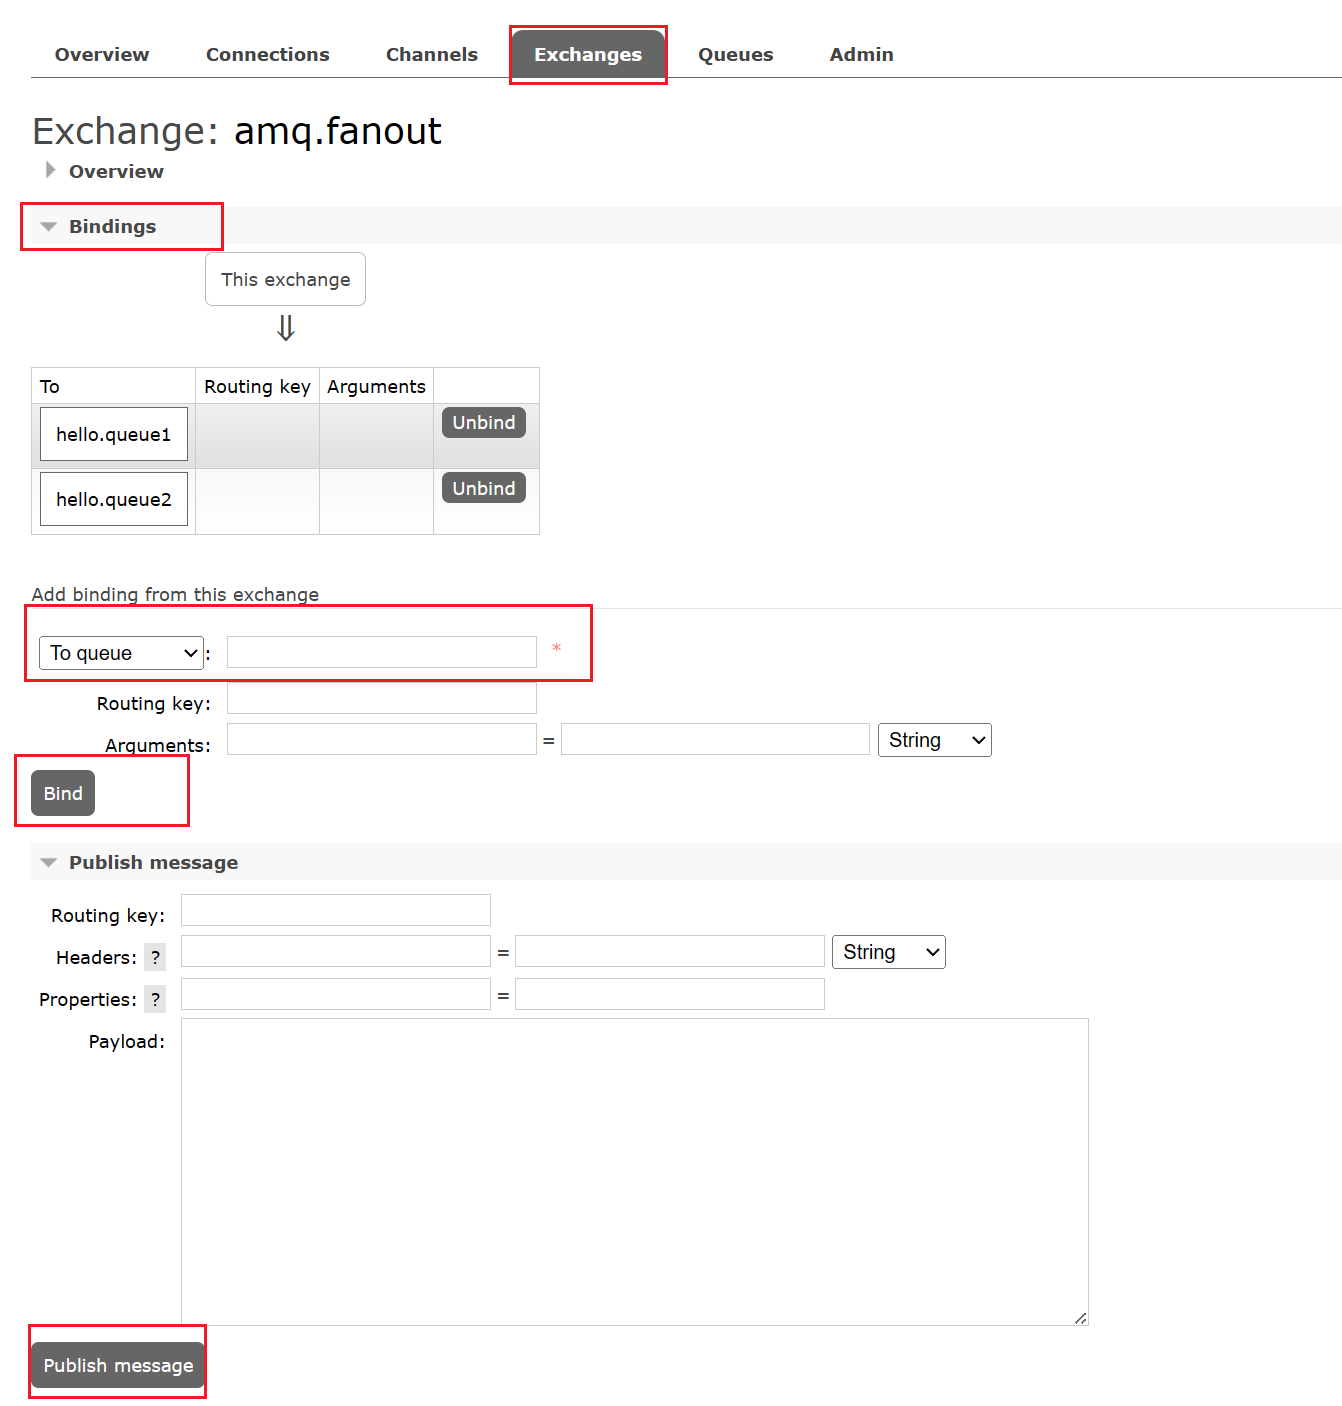 Overview Connections Channels Exchanges Queues Admin
Exchange: amq.fanout
Overview
Bindings
This exchange
⇓
To Routing key Arguments
hello.queue1 Unbind
hello.queue2 Unbind
Add binding from this exchange
To queue : *
Routing key:
Arguments: = String
Bind
Publish message
Routing key:
Headers: ? = String
Properties: ? =
Payload:
Publish message